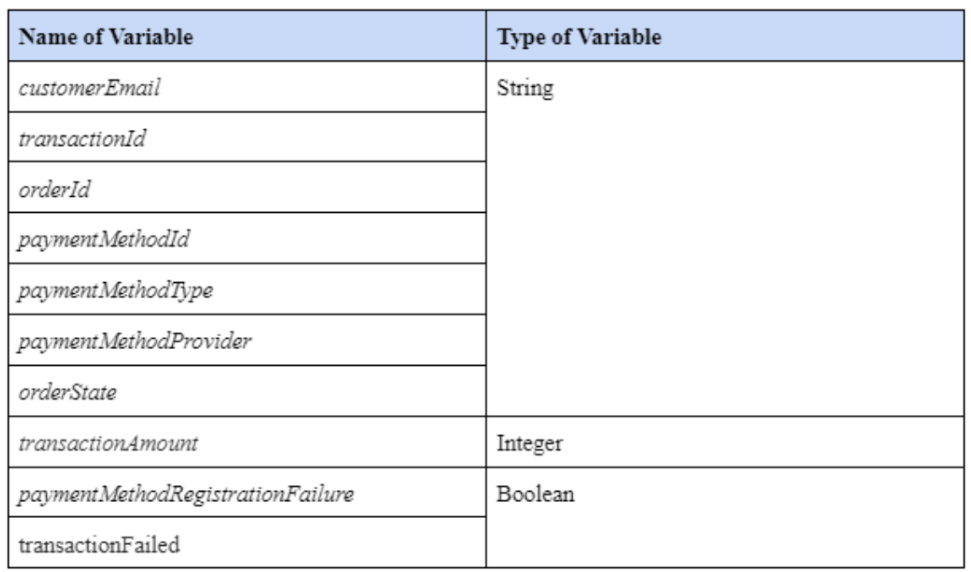 Name of Variable Type of Variable
customerEmail String
transactionId
orderId
paymentMethodId
paymentMethodType
paymentMethodProvider
orderState
transactionAmount Integer
paymentMethodRegistrationFailure Boolean
transactionFailed